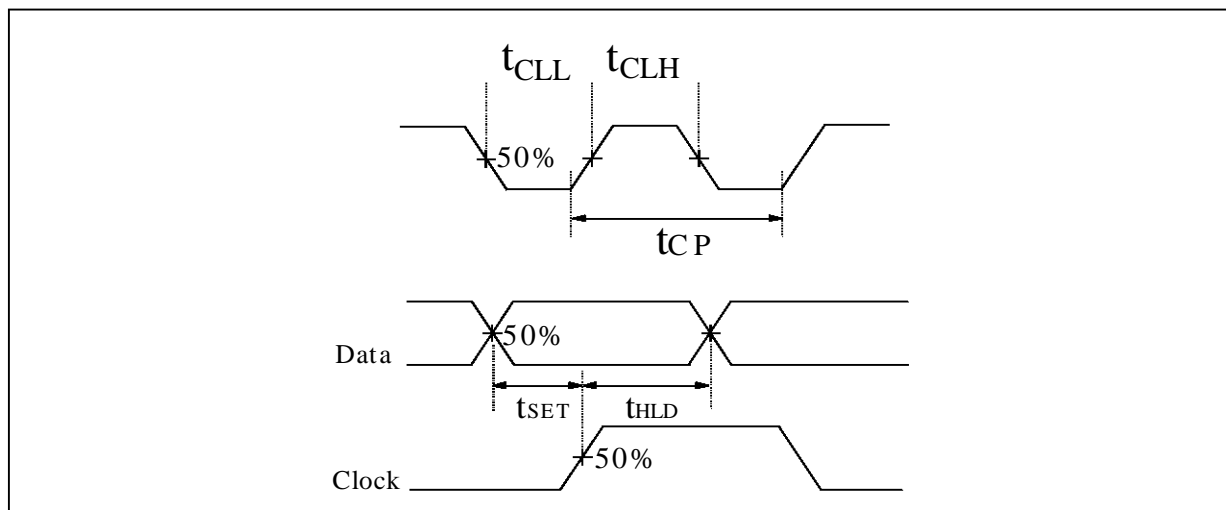 tCLL tCLH
50%
tCP
50%
Data
tSET tHLD
50%
Clock